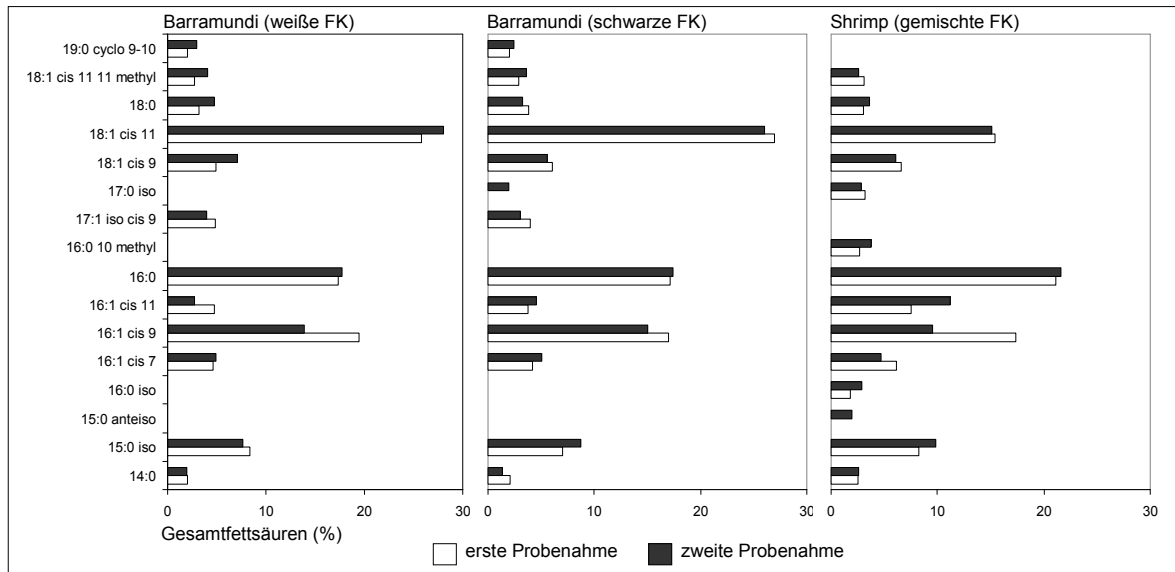 Barramundi (weiße FK) Barramundi (schwarze FK) Shrimp (gemischte FK)
19:0 cyclo 9-10
18:1 cis 11 11 methyl
18:0
18:1 cis 11
18:1 cis 9
17:0 iso
17:1 iso cis 9
16:0 10 methyl
16:0
16:1 cis 11
16:1 cis 9
16:1 cis 7
16:0 iso
15:0 anteiso
15:0 iso
14:0
0 10 20 30 0 10 20 30 0 10 20 30
Gesamtfettsäuren (%)
erste Probenahme zweite Probenahme